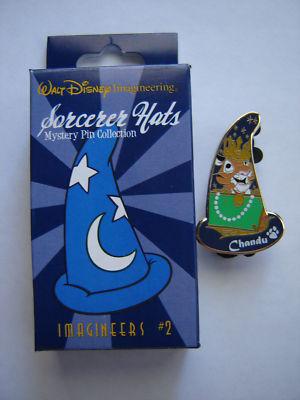 Walt Disney Imagineering
Sorcerer Hats
Mystery Pin Collection
IMAGINEERS #2
Chandu